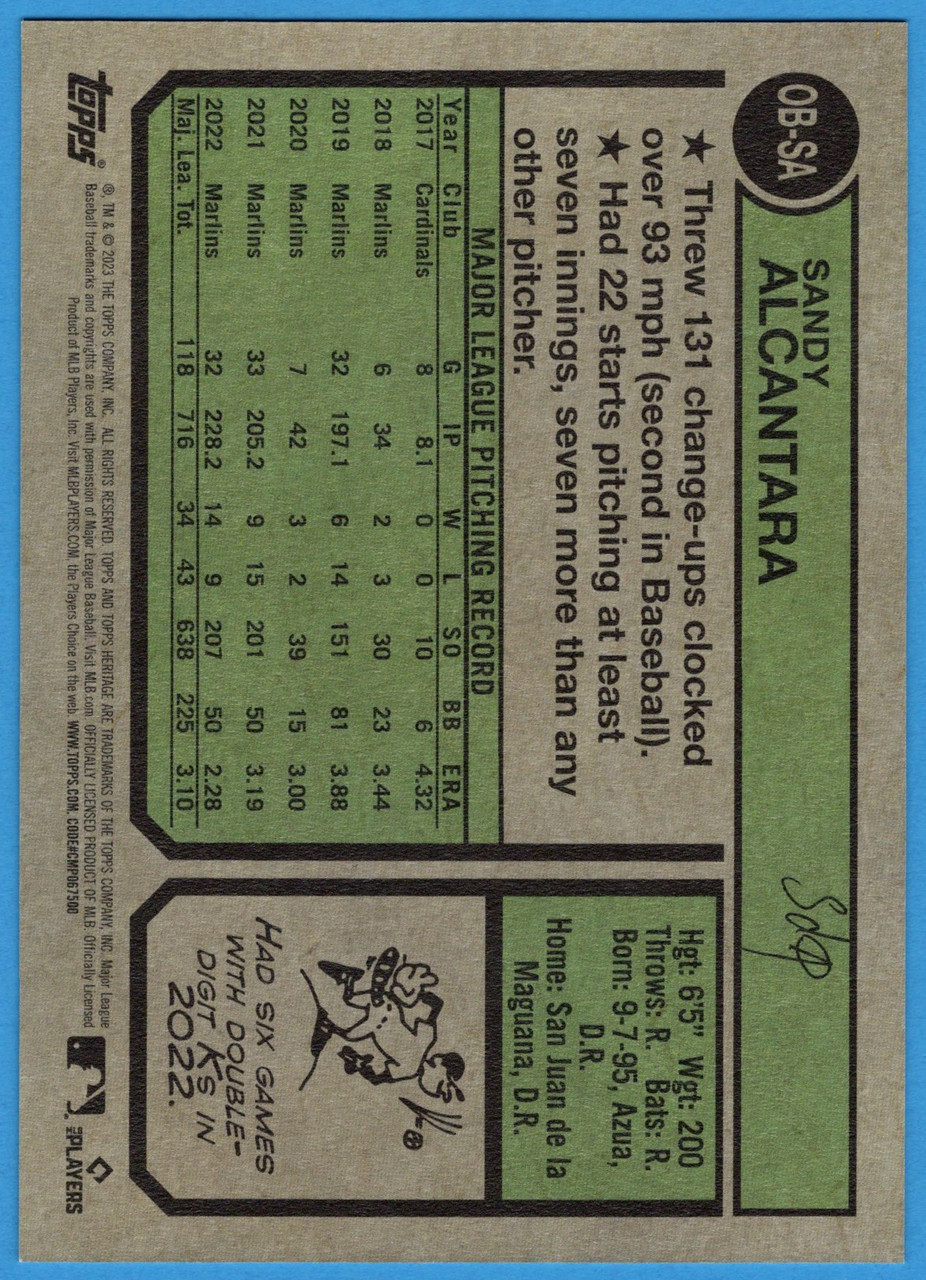 OB-SA
SANDY
ALCANTARA
★ Threw 131 change-ups clocked
over 93 mph (second in Baseball).
★ Had 22 starts pitching at least
seven innings, seven more than any
other pitcher.
MAJOR LEAGUE PITCHING RECORD
Year Club G IP W L SO BB ERA
2017 Cardinals 8 8.1 0 0 10 6 4.32
2018 Marlins 6 34 2 3 30 23 3.44
2019 Marlins 32 197.1 6 14 151 81 3.88
2020 Marlins 7 42 3 2 39 15 3.00
2021 Marlins 33 205.2 9 15 201 50 3.19
2022 Marlins 32 228.2 14 9 207 50 2.28
Maj. Lea. Tot. 118 716 34 43 638 225 3.10
Hgt: 6'5" Wgt: 200
Throws: R. Bats: R.
Born: 9-7-95, Azua,
D.R.
Home: San Juan de la
Maguana, D.R.
HAD SIX GAMES
WITH DOUBLE-
DIGIT K'S IN
2022.
topps®
®, TM & © 2023 THE TOPPS COMPANY, INC. ALL RIGHTS RESERVED. TOPPS AND TOPPS HERITAGE ARE TRADEMARKS OF THE TOPPS COMPANY, INC. Major League
Baseball trademarks and copyrights are used with permission of Major League Baseball. Visit MLB.com. OFFICIALLY LICENSED PRODUCT OF MLB. Officially Licensed
Product of MLB Players, Inc. Visit MLBPLAYERS.COM, the Players Choice on the web. WWW.TOPPS.COM. CODE#CMP067500
MLB PLAYERS